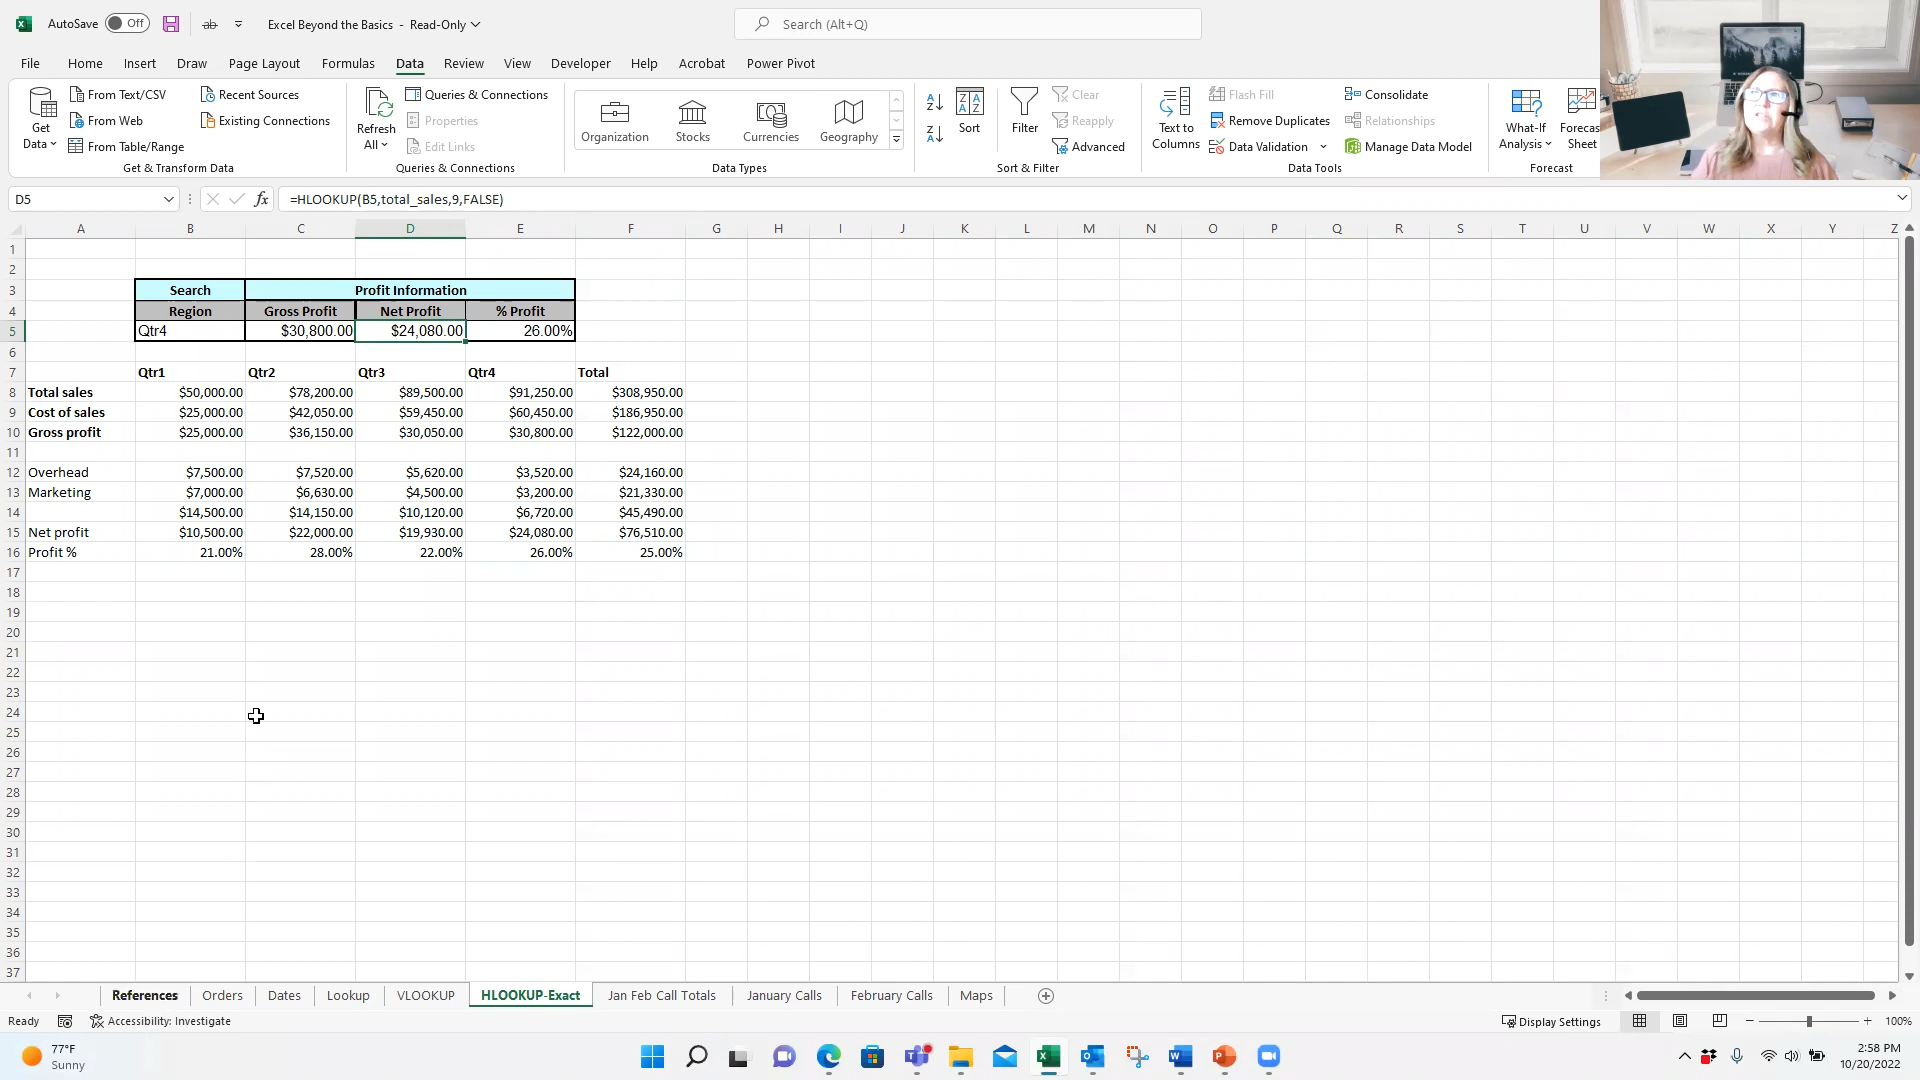 AutoSave Off ab Excel Beyond the Basics - Read-Only Search (Alt+Q)
File Home Insert Draw Page Layout Formulas Data Review View Developer Help Acrobat Power Pivot
Get Data
From Text/CSV
From Web
From Table/Range
Recent Sources
Existing Connections
Get & Transform Data
Refresh All
Queries & Connections
Properties
Edit Links
Queries & Connections
Organization Stocks Currencies Geography
Data Types
Sort
Filter
Clear
Reapply
Advanced
Sort & Filter
Text to Columns
Flash Fill
Remove Duplicates
Data Validation
Consolidate
Relationships
Manage Data Model
Data Tools
What-If Analysis
Forecas
Sheet
Forecast
D5 fx =HLOOKUP(B5,total_sales,9,FALSE)
A B C D E F G H I J K L M N O P Q R S T U V W X Y Z
1
2
3 Search Profit Information
4 Region Gross Profit Net Profit % Profit
5 Qtr4 $30,800.00 $24,080.00 26.00%
6
7 Qtr1 Qtr2 Qtr3 Qtr4 Total
8 Total sales $50,000.00 $78,200.00 $89,500.00 $91,250.00 $308,950.00
9 Cost of sales $25,000.00 $42,050.00 $59,450.00 $60,450.00 $186,950.00
10 Gross profit $25,000.00 $36,150.00 $30,050.00 $30,800.00 $122,000.00
11
12 Overhead $7,500.00 $7,520.00 $5,620.00 $3,520.00 $24,160.00
13 Marketing $7,000.00 $6,630.00 $4,500.00 $3,200.00 $21,330.00
14 $14,500.00 $14,150.00 $10,120.00 $6,720.00 $45,490.00
15 Net profit $10,500.00 $22,000.00 $19,930.00 $24,080.00 $76,510.00
16 Profit % 21.00% 28.00% 22.00% 26.00% 25.00%
17
18
19
20
21
22
23
24
25
26
27
28
29
30
31
32
33
34
35
36
37
References Orders Dates Lookup VLOOKUP HLOOKUP-Exact Jan Feb Call Totals January Calls February Calls Maps
Ready Accessibility: Investigate Display Settings 100%
77°F
Sunny
2:58 PM
10/20/2022